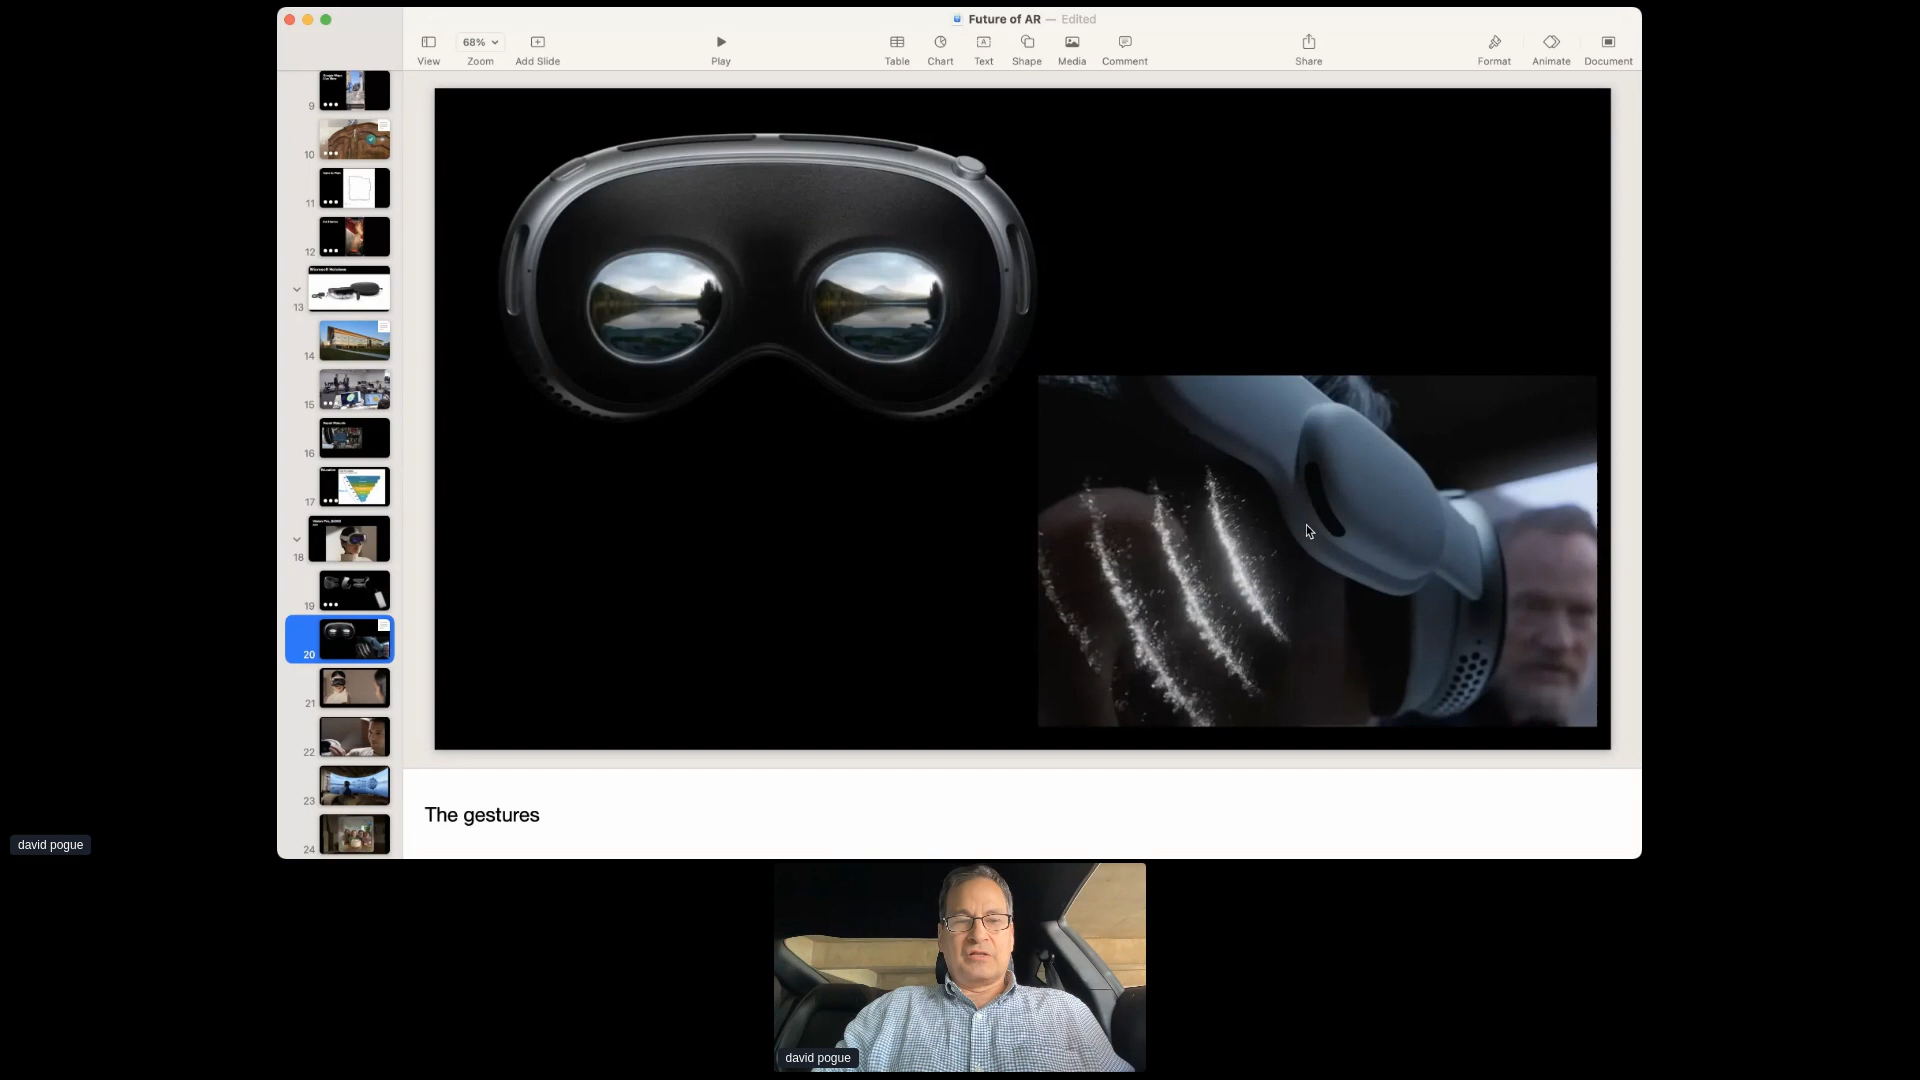 Future of AR — Edited
68%
View
Zoom
Add Slide
Play
Table
Chart
Text
Shape
Media
Comment
Share
Format
Animate
Document
9
10
11
12
13
14
15
16
17
18
19
20
21
22
23
24
The gestures
david pogue
david pogue